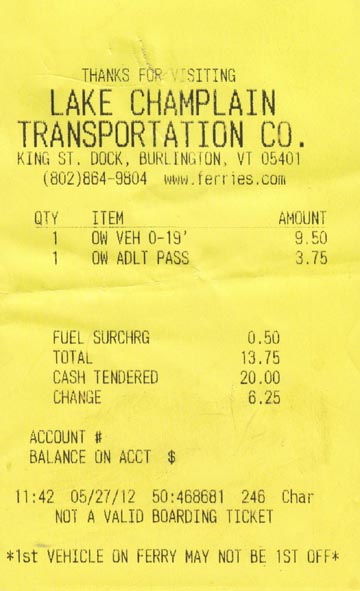 THANKS FOR VISITING
LAKE CHAMPLAIN
TRANSPORTATION CO.
KING ST. DOCK, BURLINGTON, VT 05401
(802)864-9804 www.ferries.com
QTY ITEM AMOUNT
1 OW VEH 0-19' 9.50
1 OW ADLT PASS 3.75
FUEL SURCHRG 0.50
TOTAL 13.75
CASH TENDERED 20.00
CHANGE 6.25
ACCOUNT #
BALANCE ON ACCT $
11:42 05/27/12 50:468681 246 Char
NOT A VALID BOARDING TICKET
*1st VEHICLE ON FERRY MAY NOT BE 1ST OFF*